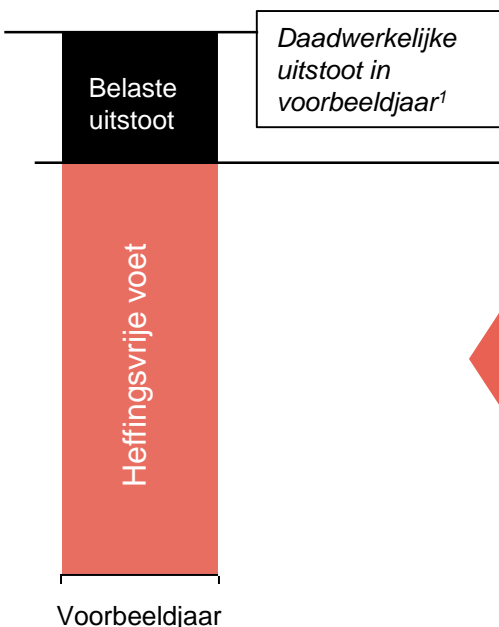 Daadwerkelijke
uitstoot in
voorbeeldjaar¹
Belaste
uitstoot
Heffingsvrije voet
Voorbeeldjaar